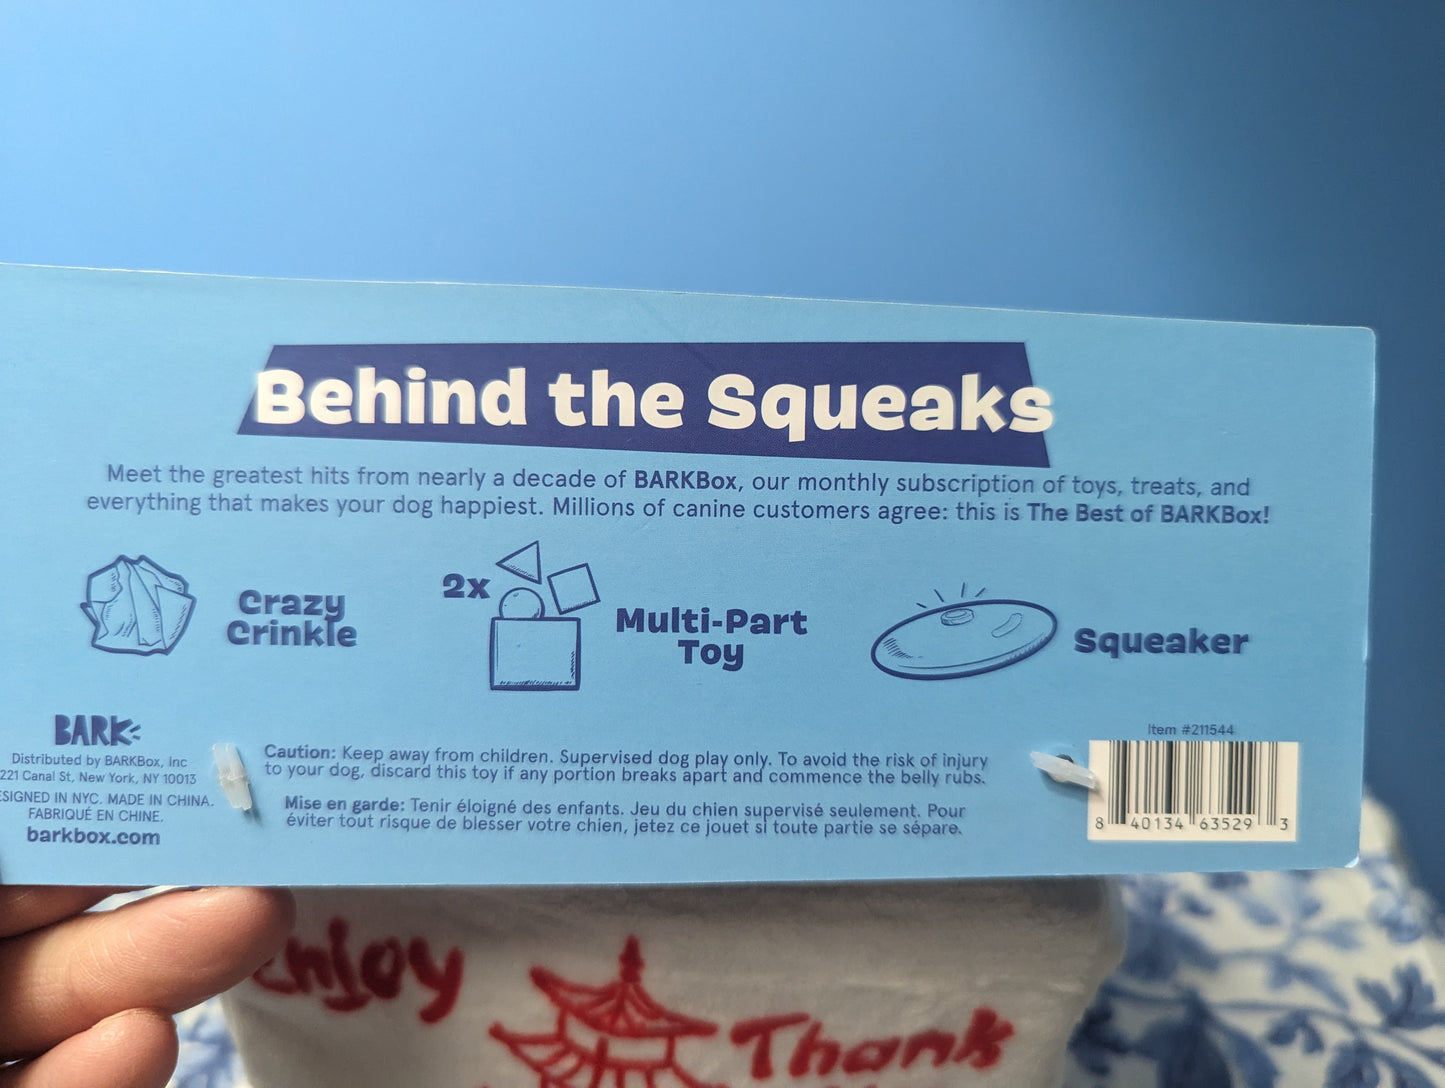 Behind the Squeaks
Meet the greatest hits from nearly a decade of BARKBox, our monthly subscription of toys, treats, and
everything that makes your dog happiest. Millions of canine customers agree: this is The Best of BARKBox!
Crazy
Crinkle
2x
Multi-Part
Toy
Squeaker
BARK
Distributed by BARKBox, Inc
221 Canal St, New York, NY 10013
SIGNED IN NYC. MADE IN CHINA.
FABRIQUÉ EN CHINE.
barkbox.com
Caution: Keep away from children. Supervised dog play only. To avoid the risk of injury
to your dog, discard this toy if any portion breaks apart and commence the belly rubs.
Mise en garde: Tenir éloigné des enfants. Jeu du chien supervisé seulement. Pour
éviter tout risque de blesser votre chien, jetez ce jouet si toute partie se sépare.
Item #211544
8 40134 63529 3
Enjoy
Thank